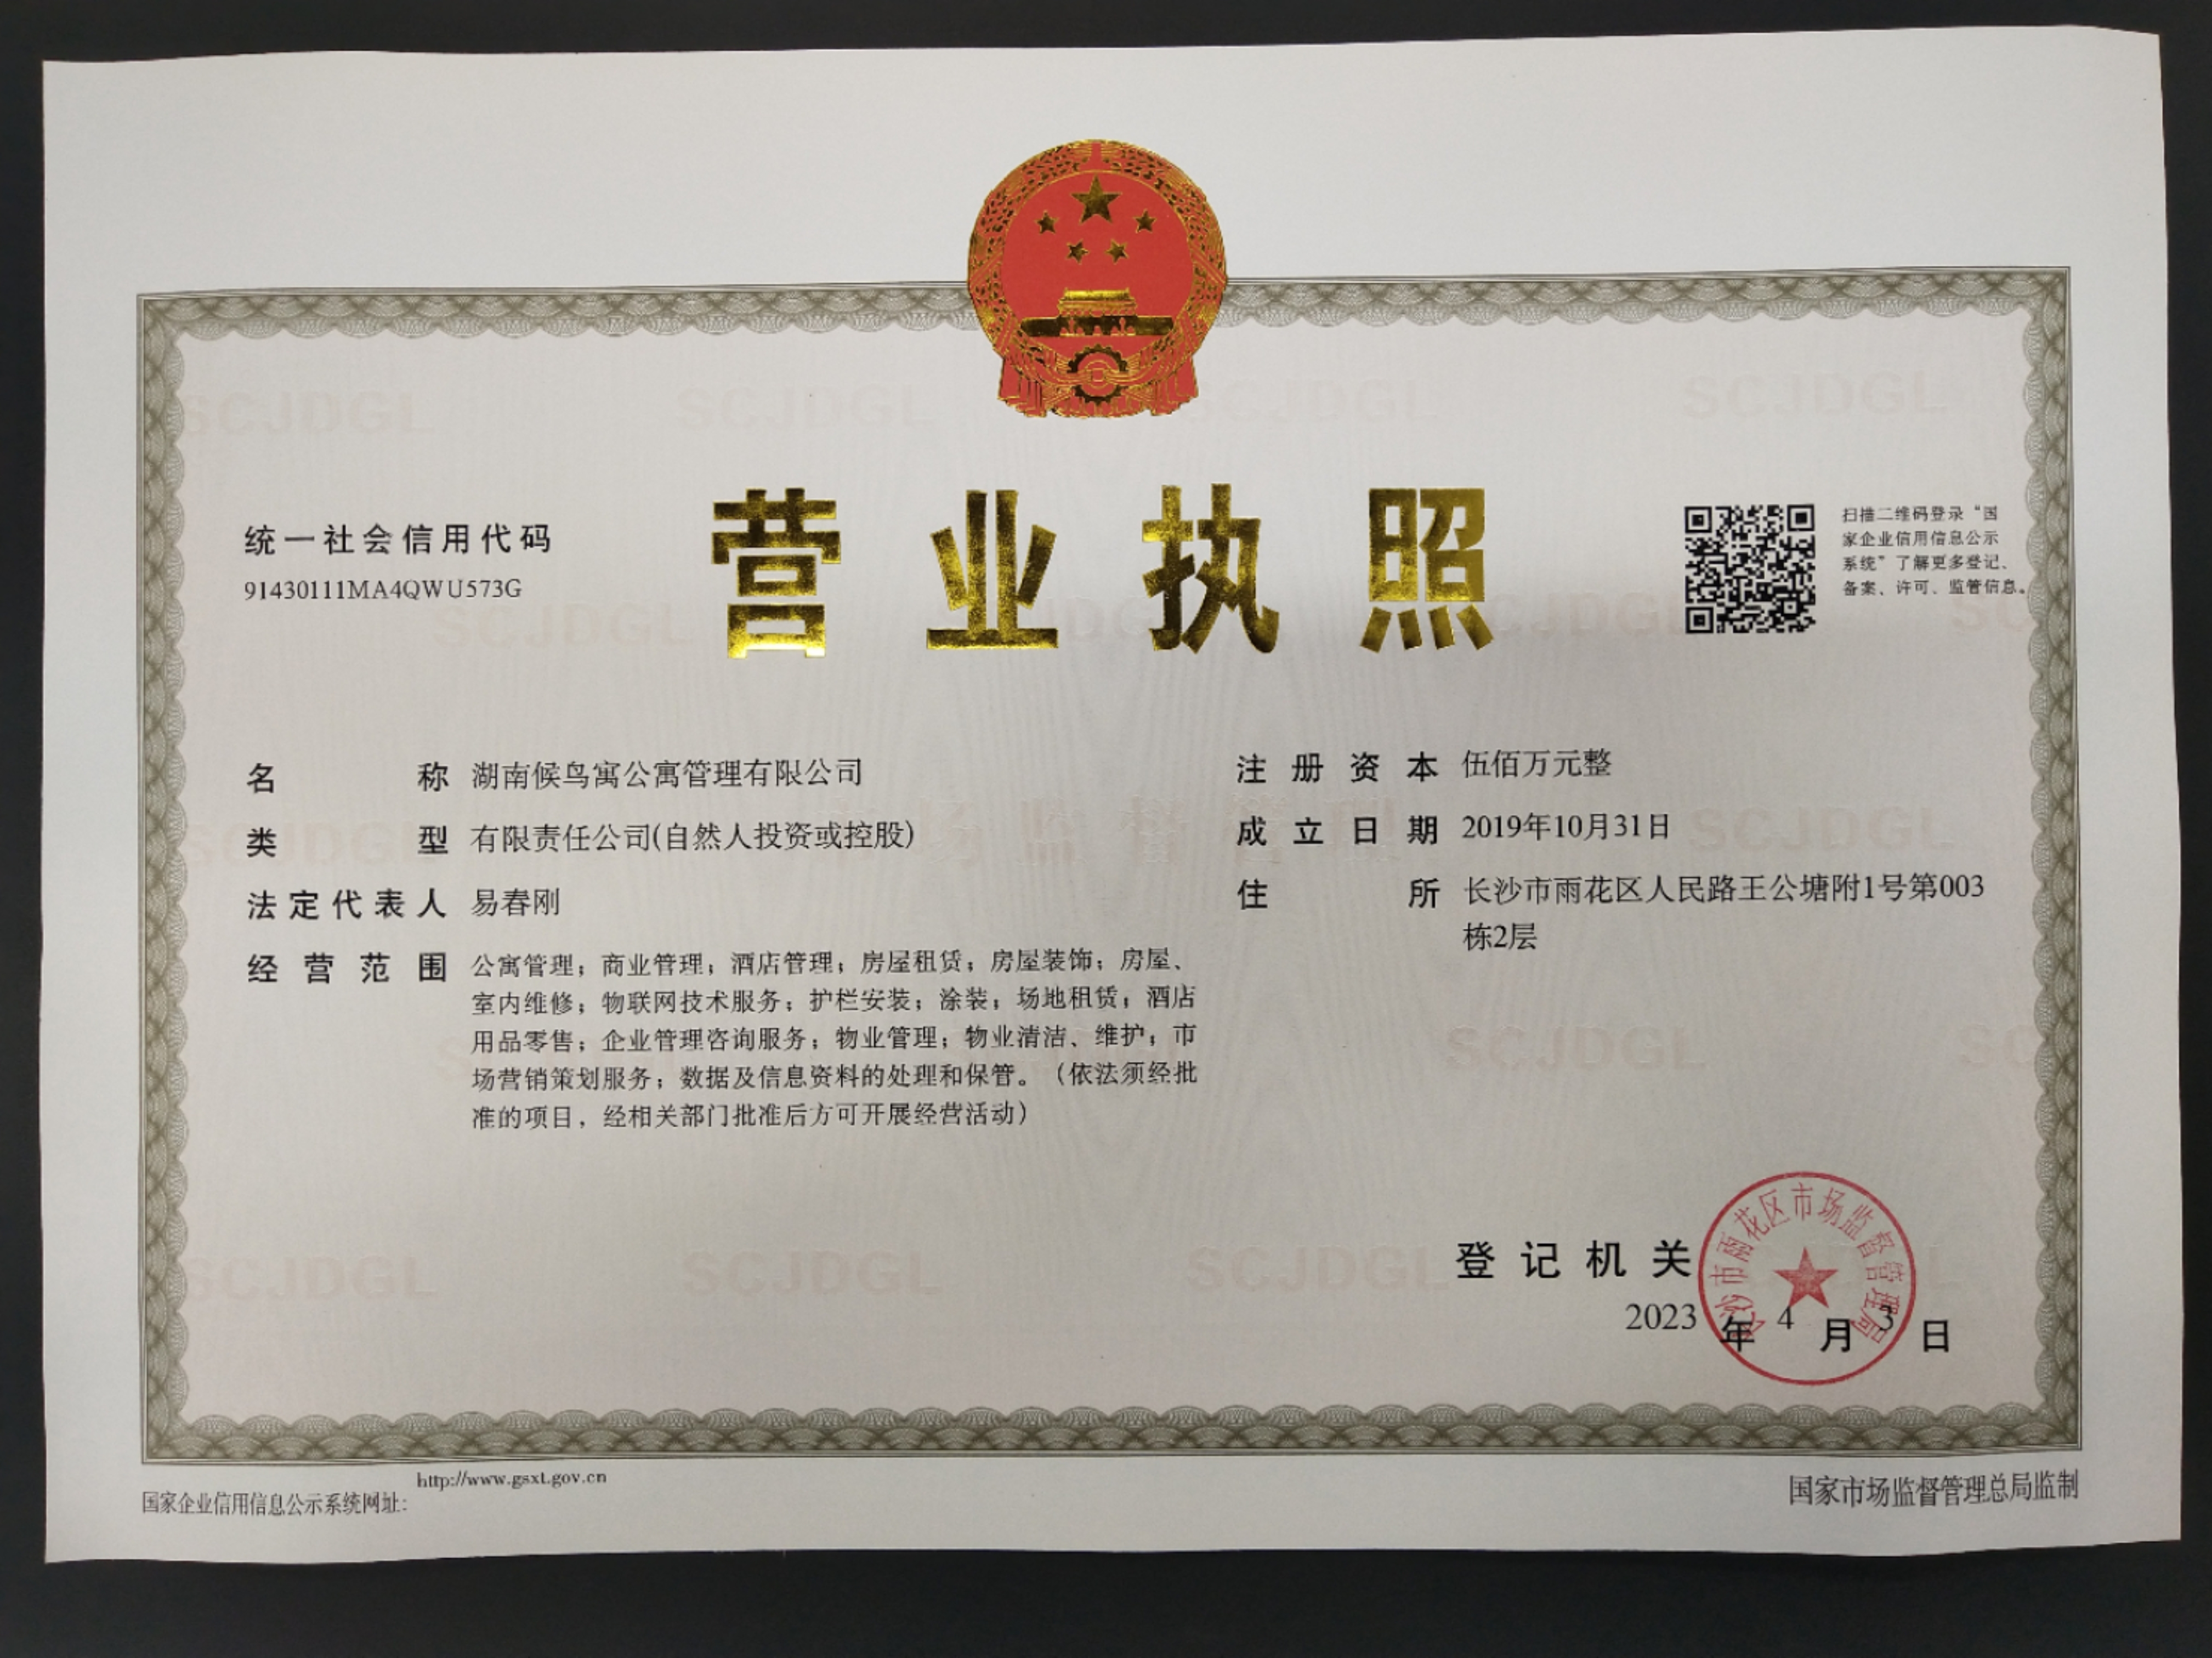 营业执照
统一社会信用代码
91430111MA4QWU573G
扫描二维码登录“国
家企业信用信息公示
系统”了解更多登记、
备案、许可、监管信息。
名称 湖南候鸟寓公寓管理有限公司
类型 有限责任公司(自然人投资或控股)
法定代表人 易春刚
经营范围 公寓管理；商业管理；酒店管理；房屋租赁；房屋装饰；房屋、
室内维修；物联网技术服务；护栏安装；涂装；场地租赁；酒店
用品零售；企业管理咨询服务；物业管理；物业清洁、维护；市
场营销策划服务；数据及信息资料的处理和保管。（依法须经批
准的项目，经相关部门批准后方可开展经营活动）
注册资本 伍佰万元整
成立日期 2019年10月31日
住所 长沙市雨花区人民路王公塘附1号第003
栋2层
登记机关
长沙市雨花区市场监督管理局
2023年4月3日
国家企业信用信息公示系统网址：http://www.gsxt.gov.cn
国家市场监督管理总局监制
SCJDGL